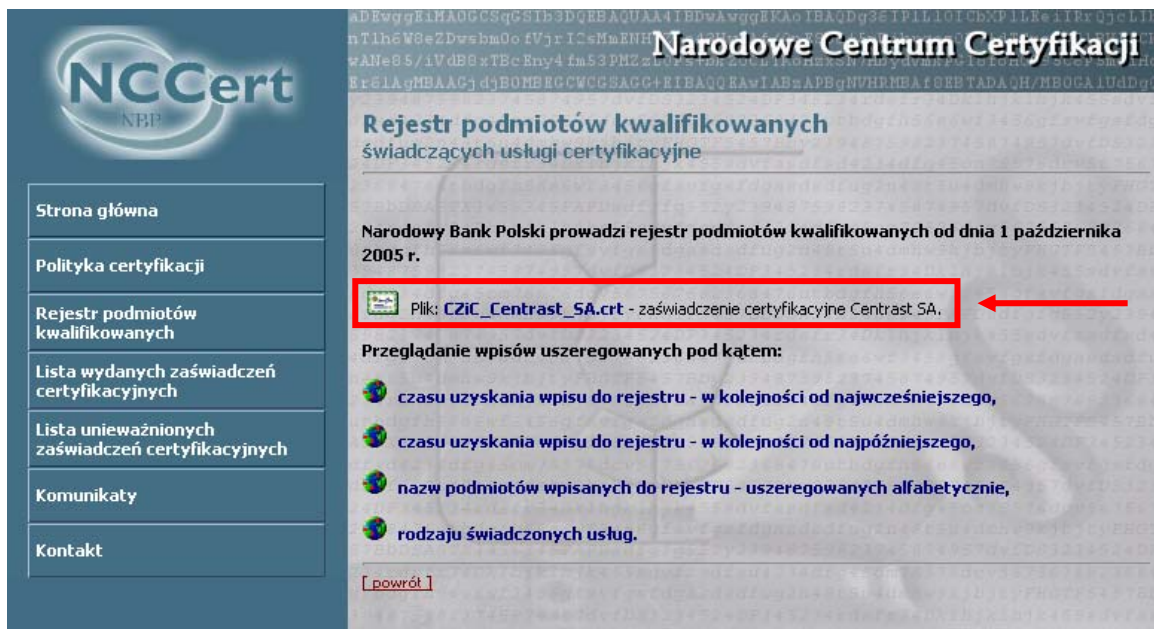 NCCert
NBP
Narodowe Centrum Certyfikacji
Strona główna
Polityka certyfikacji
Rejestr podmiotów
kwalifikowanych
Lista wydanych zaświadczeń
certyfikacyjnych
Lista unieważnionych
zaświadczeń certyfikacyjnych
Komunikaty
Kontakt
Rejestr podmiotów kwalifikowanych
świadczących usługi certyfikacyjne
Narodowy Bank Polski prowadzi rejestr podmiotów kwalifikowanych od dnia 1 października
2005 r.
Plik: CZiC_Centrast_SA.crt - zaświadczenie certyfikacyjne Centrast SA.
Przeglądanie wpisów uszeregowanych pod kątem:
czasu uzyskania wpisu do rejestru - w kolejności od najwcześniejszego,
czasu uzyskania wpisu do rejestru - w kolejności od najpóźniejszego,
nazw podmiotów wpisanych do rejestru - uszeregowanych alfabetycznie,
rodzaju świadczonych usług.
[ powrót ]